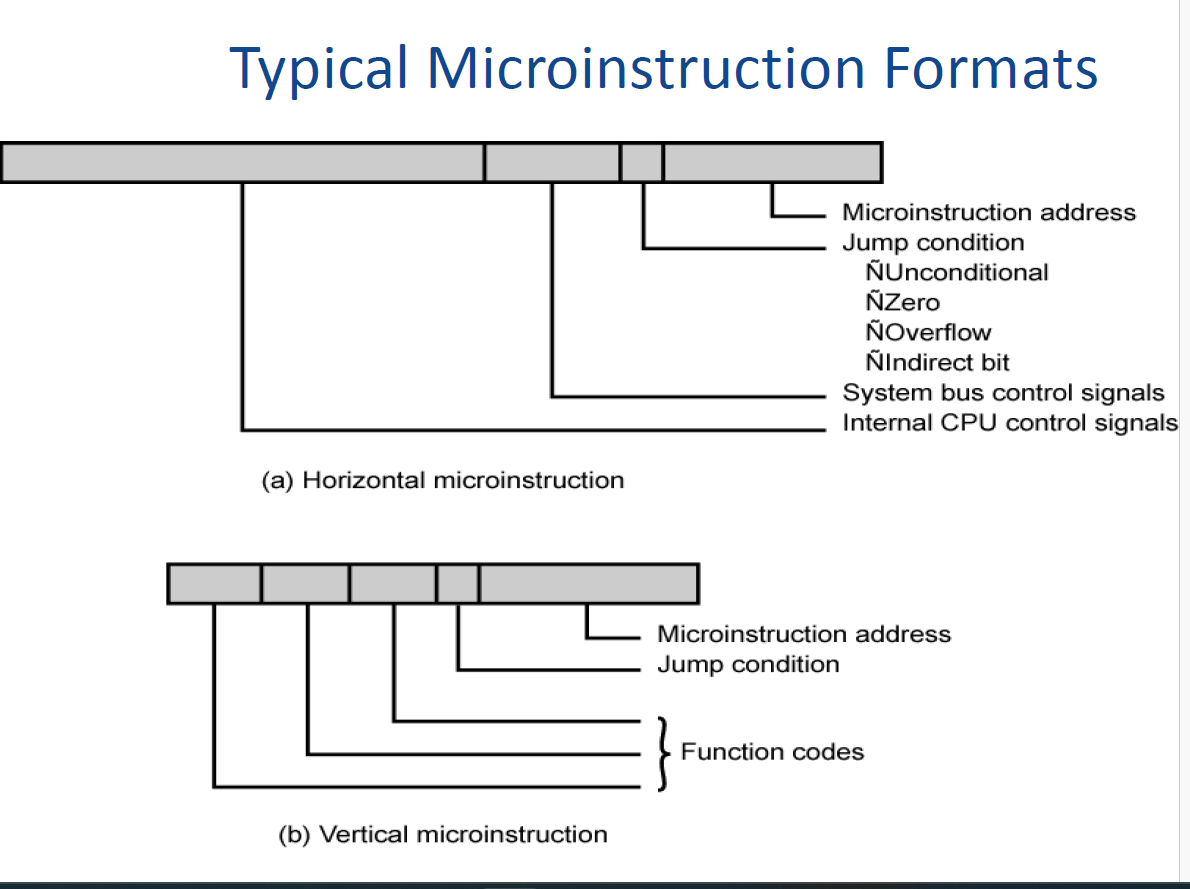 Typical Microinstruction Formats
Microinstruction address
Jump condition
ÑUnconditional
ÑZero
ÑOverflow
ÑIndirect bit
System bus control signals
Internal CPU control signals
(a) Horizontal microinstruction
Microinstruction address
Jump condition
Function codes
(b) Vertical microinstruction